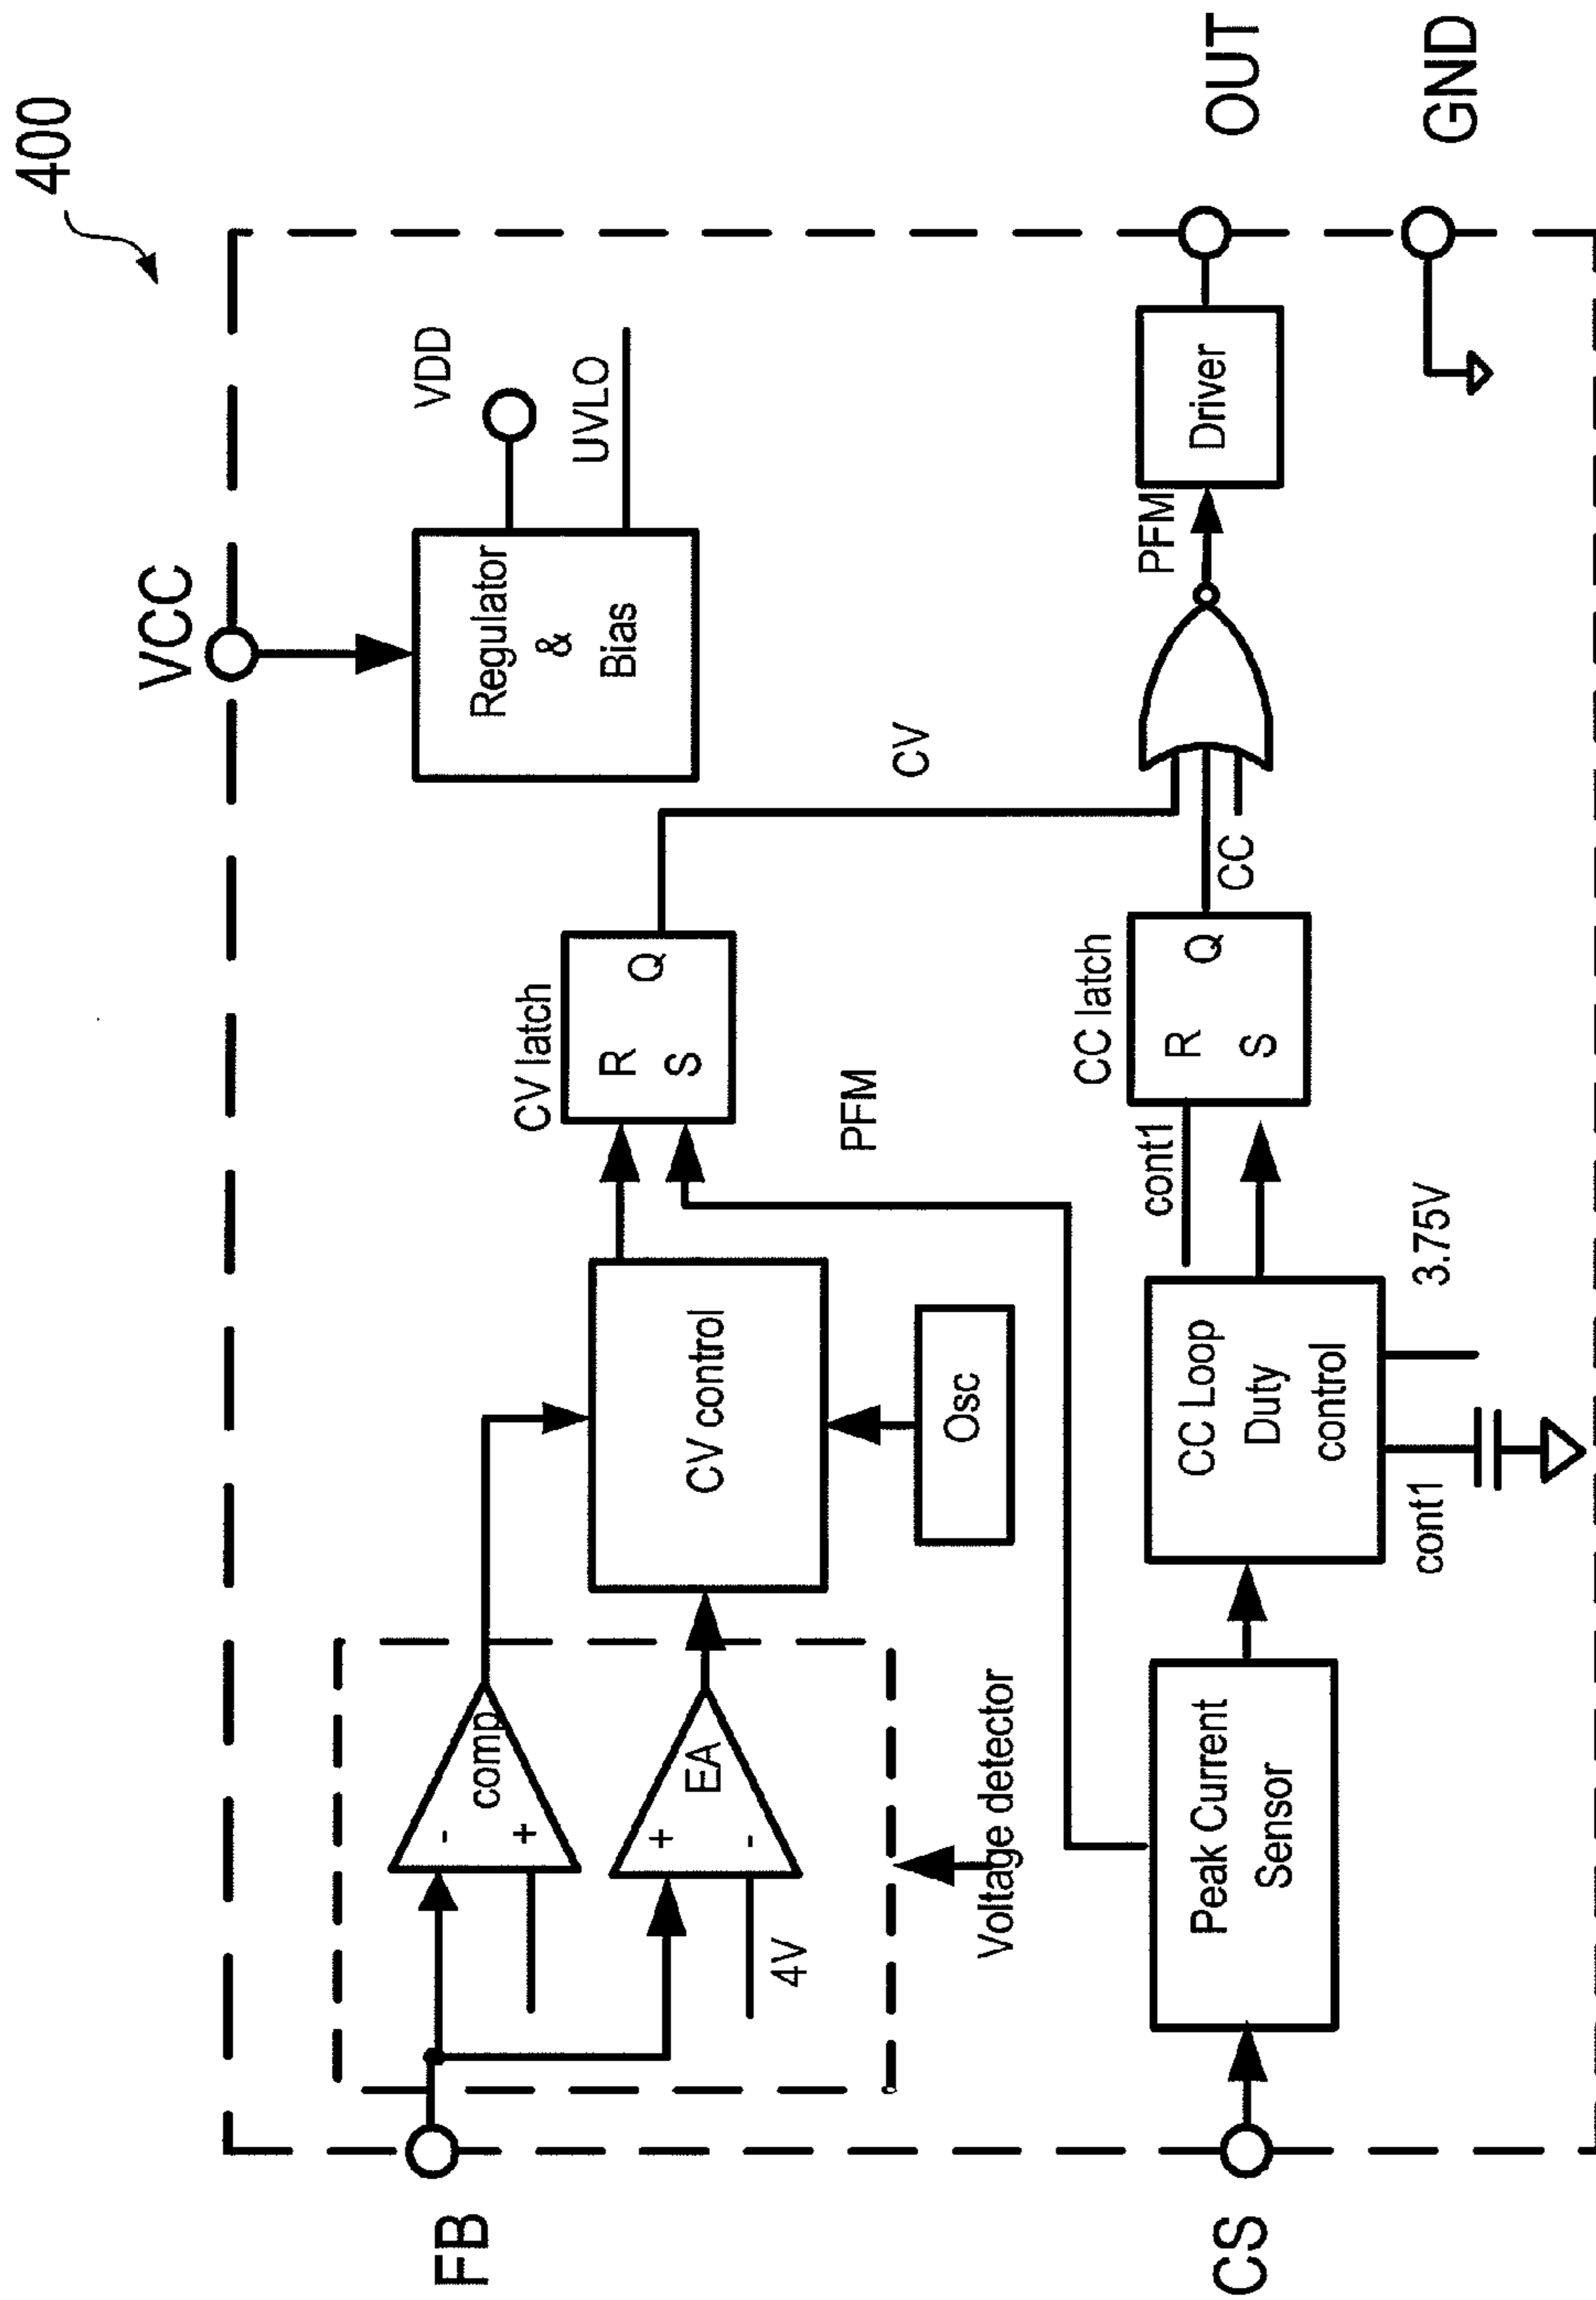 400
VCC
VDD
Regulator
&
Bias
UVLO
FB
-
comp
+
+
EA
-
4V
Voltage detector
CV control
Osc
CV latch
R
Q
S
PFM
CV
CS
Peak Current
Sensor
CC Loop
Duty
control
cont1
3.75V
cont1
CC latch
R
Q
S
CC
PFM
Driver
OUT
GND